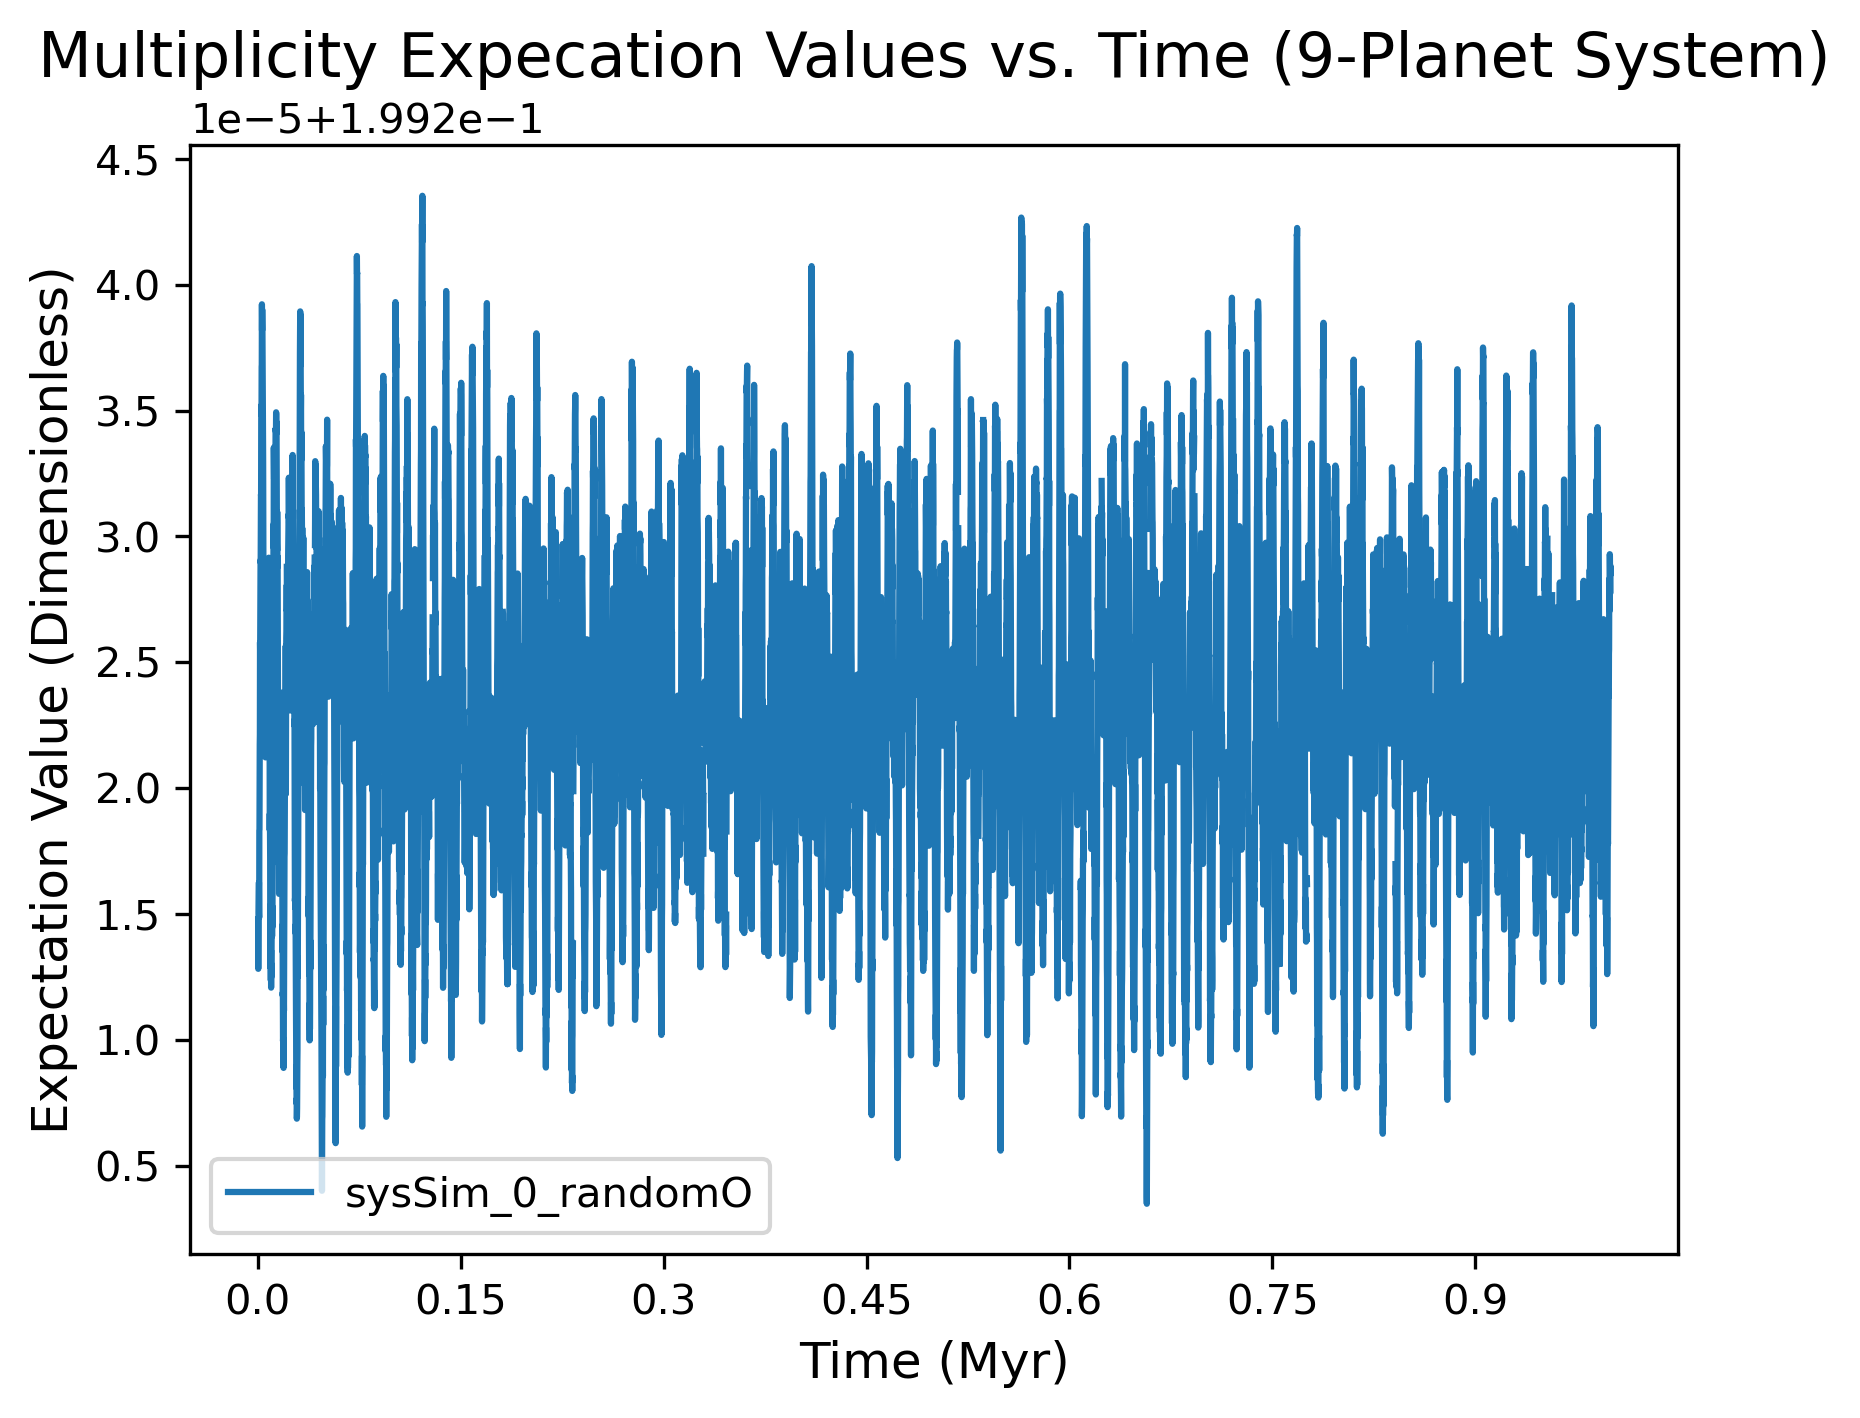 Multiplicity Expecation Values vs. Time (9-Planet System)
1e−5+1.992e−1
4.5
4.0
3.5
3.0
2.5
2.0
1.5
1.0
0.5
Expectation Value (Dimensionless)
sysSim_0_randomO
0.0 0.15 0.3 0.45 0.6 0.75 0.9
Time (Myr)